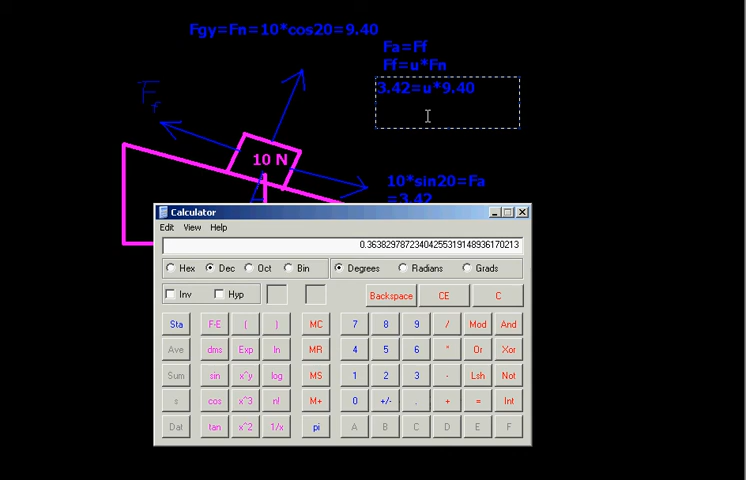 Fgy=Fn=10*cos20=9.40
Fa=Ff
Ff=u*Fn
3.42=u*9.40
Ff
10 N
10*sin20=Fa
=3.42
Calculator
Edit View Help
0.36382978723404255319148936170213
Hex Dec Oct Bin Degrees Radians Grads
Inv Hyp Backspace CE C
Sta F-E ( ) MC 7 8 9 / Mod And
Ave dms Exp ln MR 4 5 6 * Or Xor
Sum sin x^y log MS 1 2 3 - Lsh Not
s cos x^3 n! M+ 0 +/- . + = Int
Dat tan x^2 1/x pi A B C D E F